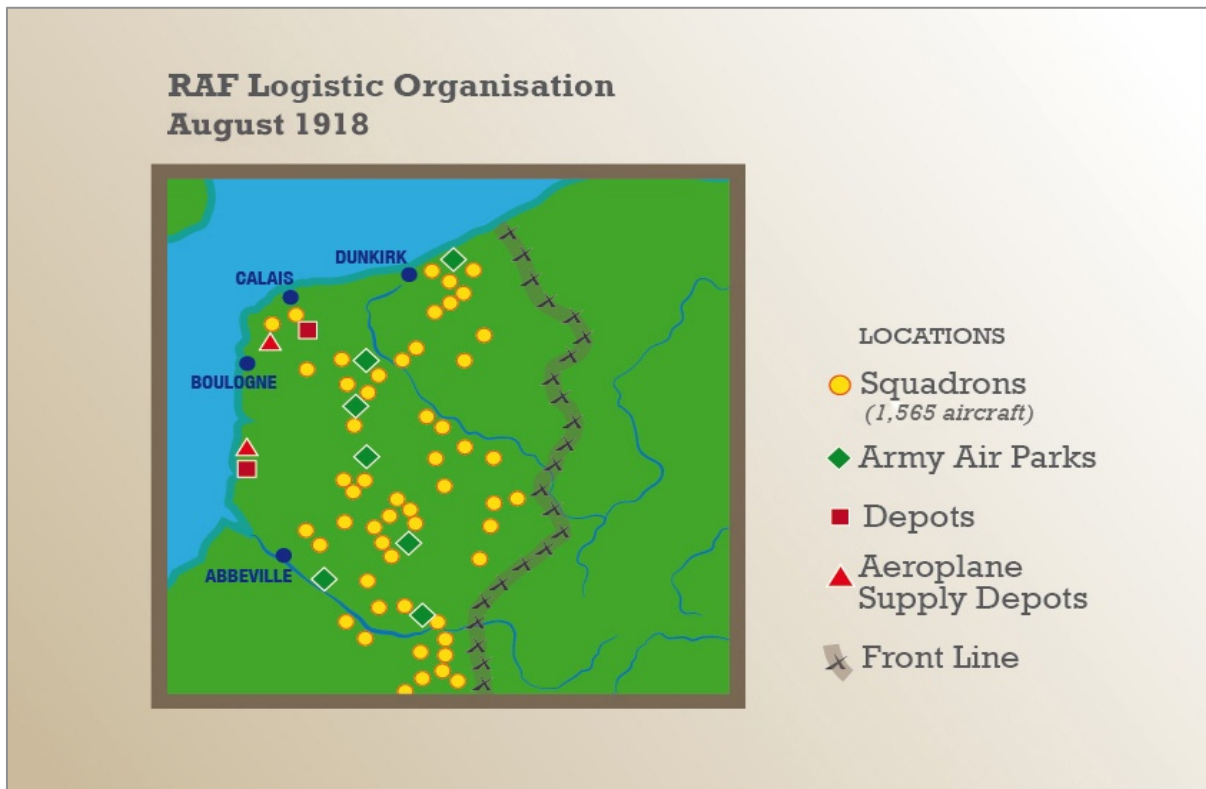 RAF Logistic Organisation
August 1918
DUNKIRK
CALAIS
BOULOGNE
ABBEVILLE
LOCATIONS
Squadrons
(1,565 aircraft)
Army Air Parks
Depots
Aeroplane
Supply Depots
Front Line